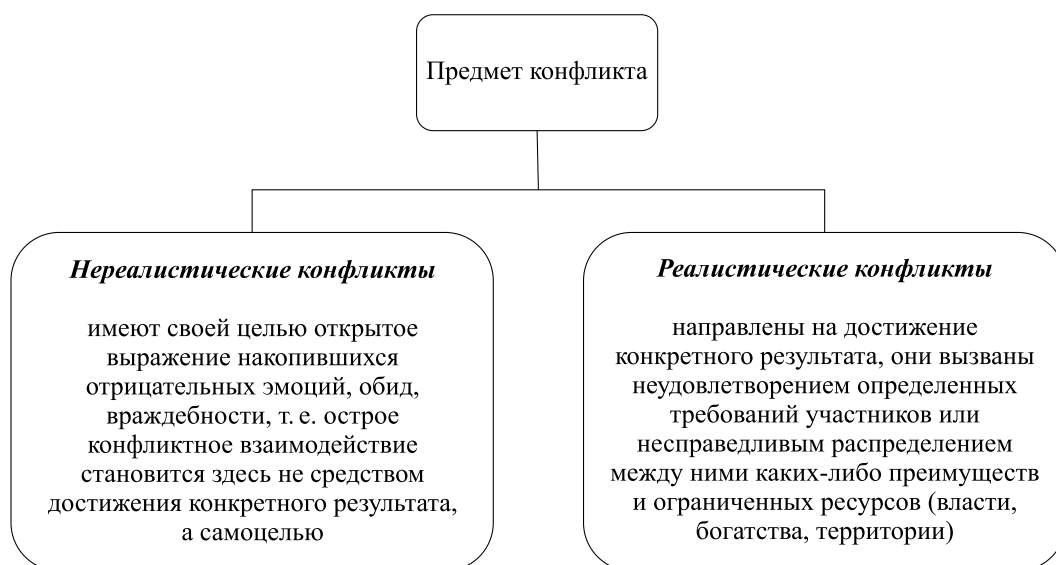 Предмет конфликта
Нереалистические конфликты
имеют своей целью открытое
выражение накопившихся
отрицательных эмоций, обид,
враждебности, т. е. острое
конфликтное взаимодействие
становится здесь не средством
достижения конкретного результата,
а самоцелью
Реалистические конфликты
направлены на достижение
конкретного результата, они вызваны
неудовлетворением определенных
требований участников или
несправедливым распределением
между ними каких-либо преимуществ
и ограниченных ресурсов (власти,
богатства, территории)